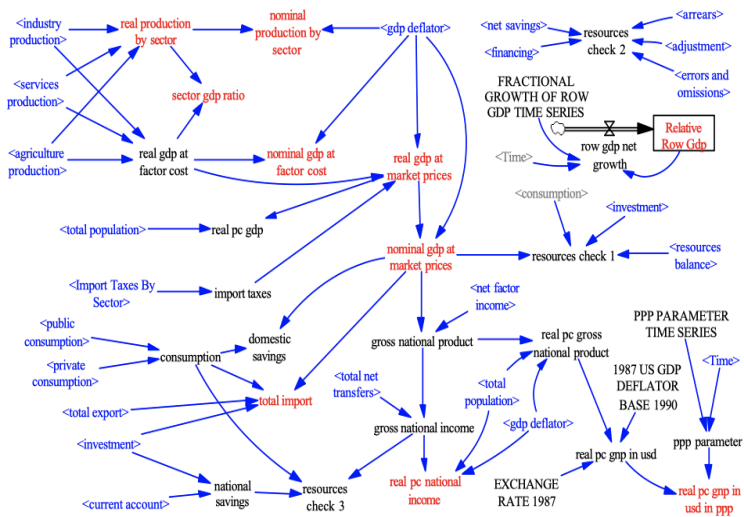 <industry
production>
real production
by sector
nominal
production by
sector
<gdp deflator>
<net savings>
<financing>
resources
check 2
<arrears>
<adjustment>
<errors and
omissions>
<services
production>
sector gdp ratio
FRACTIONAL
GROWTH OF ROW
GDP TIME SERIES
Relative
Row Gdp
row gdp net
growth
<Time>
<agriculture
production>
real gdp at
factor cost
nominal gdp at
factor cost
real gdp at
market prices
<consumption>
<investment>
<total population>
real pc gdp
nominal gdp at
market prices
resources check 1
<resources
balance>
<Import Taxes By
Sector>
import taxes
<net factor
income>
<public
consumption>
<private
consumption>
consumption
domestic
savings
gross national product
real pc gross
national product
PPP PARAMETER
TIME SERIES
<Time>
1987 US GDP
DEFLATOR
BASE 1990
<total export>
total import
<total net
transfers>
<total
population>
<gdp deflator>
<investment>
gross national income
real pc gnp in usd
ppp parameter
<current account>
national
savings
resources
check 3
real pc national
income
EXCHANGE
RATE 1987
real pc gnp in
usd in ppp